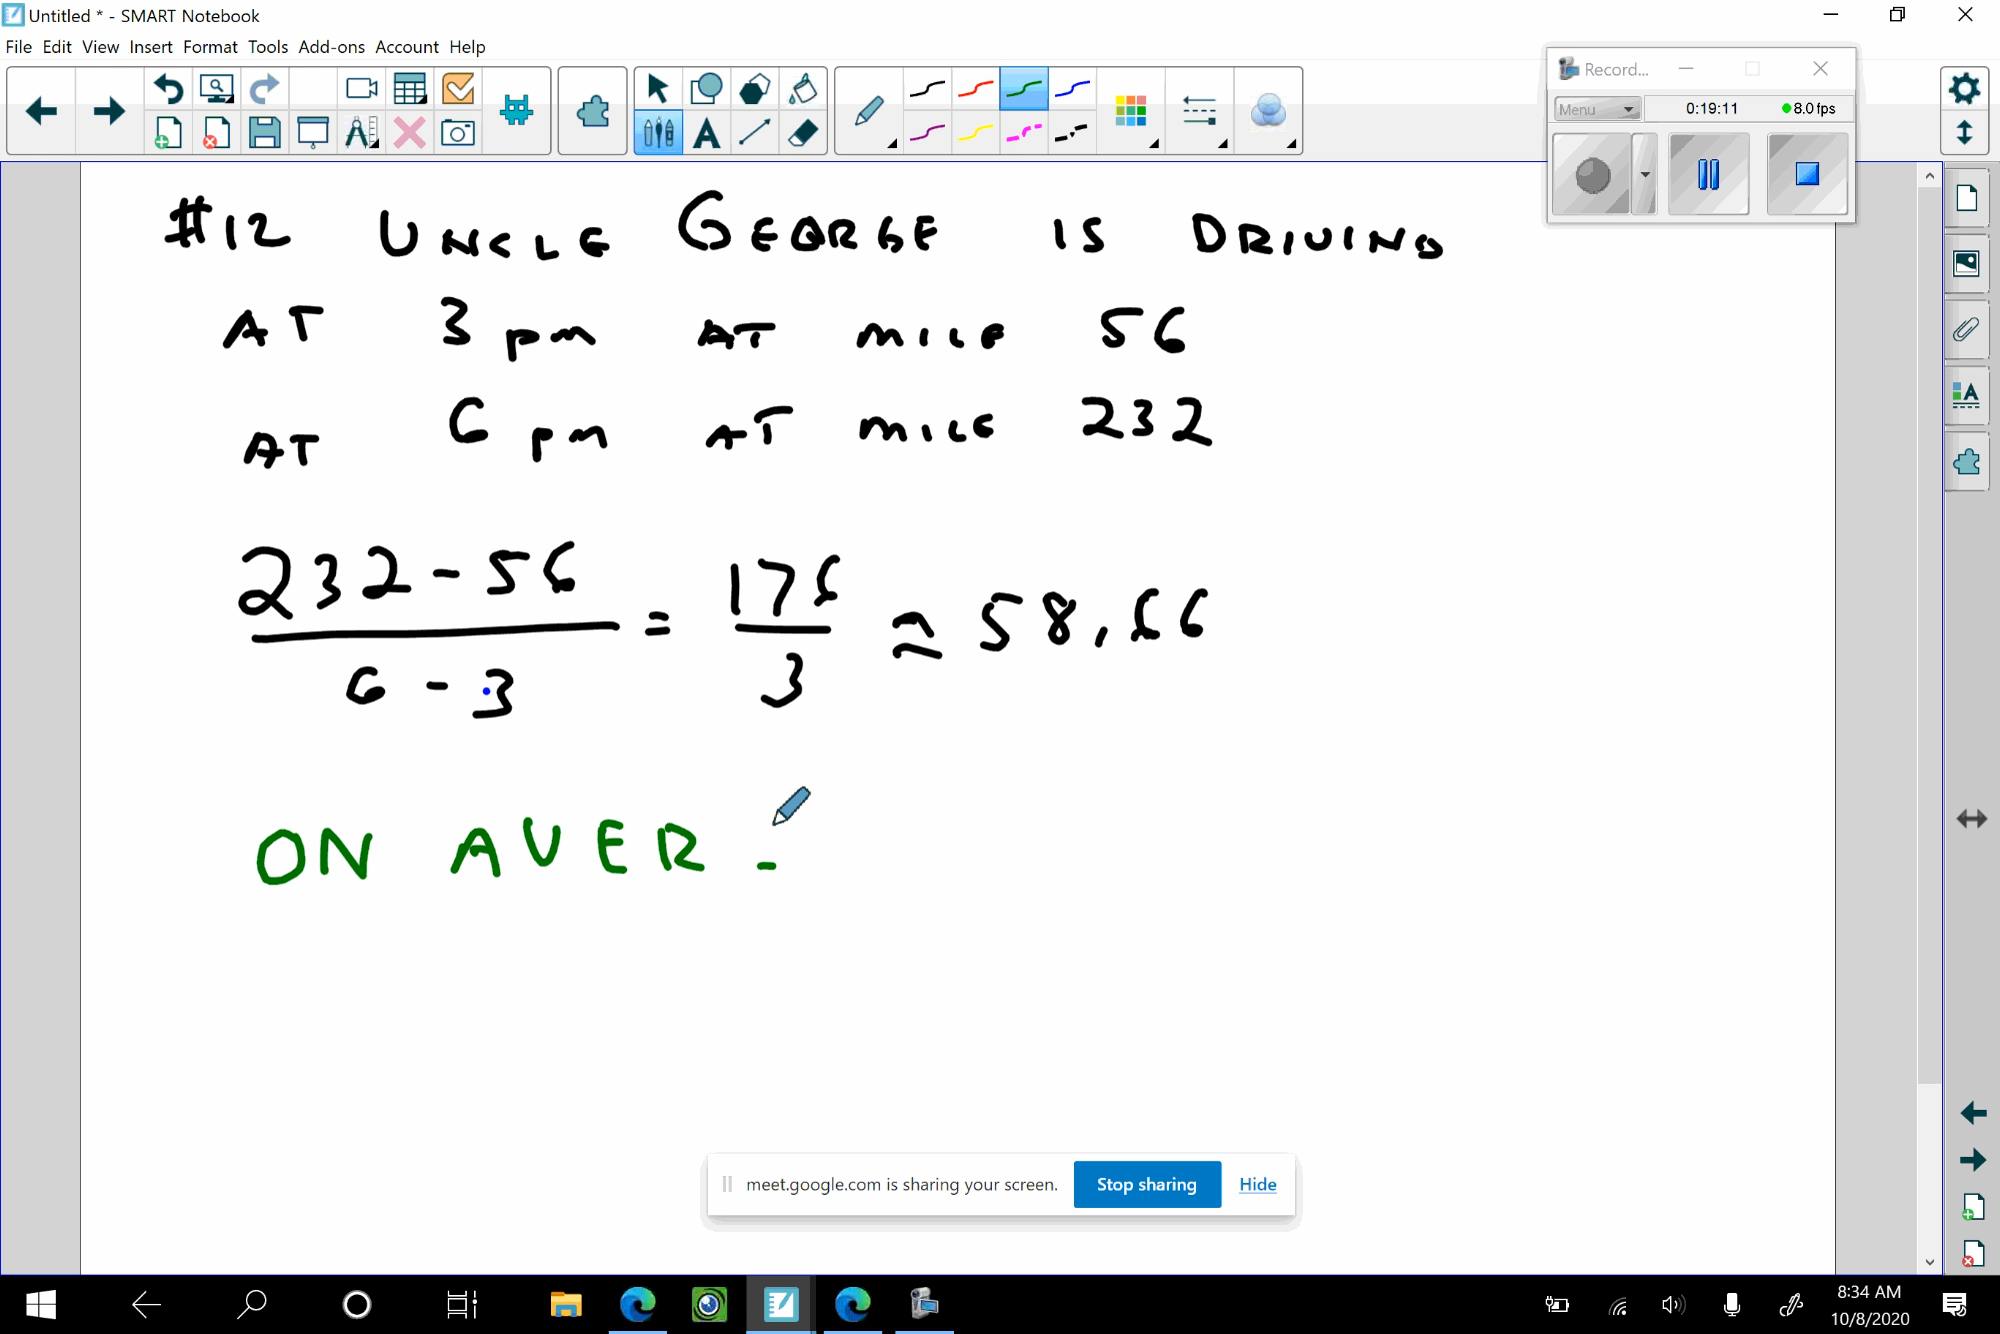 Untitled * - SMART Notebook
File Edit View Insert Format Tools Add-ons Account Help
Record...
Menu 0:19:11 8.0 fps
#12 UNCLE GEORGE IS DRIVING
AT 3 pm AT MILE 56
AT 6 pm AT MILE 232
232 - 56
6 - 3
= 176
3
≈ 58.66
ON AVER
meet.google.com is sharing your screen. Stop sharing Hide
8:34 AM
10/8/2020